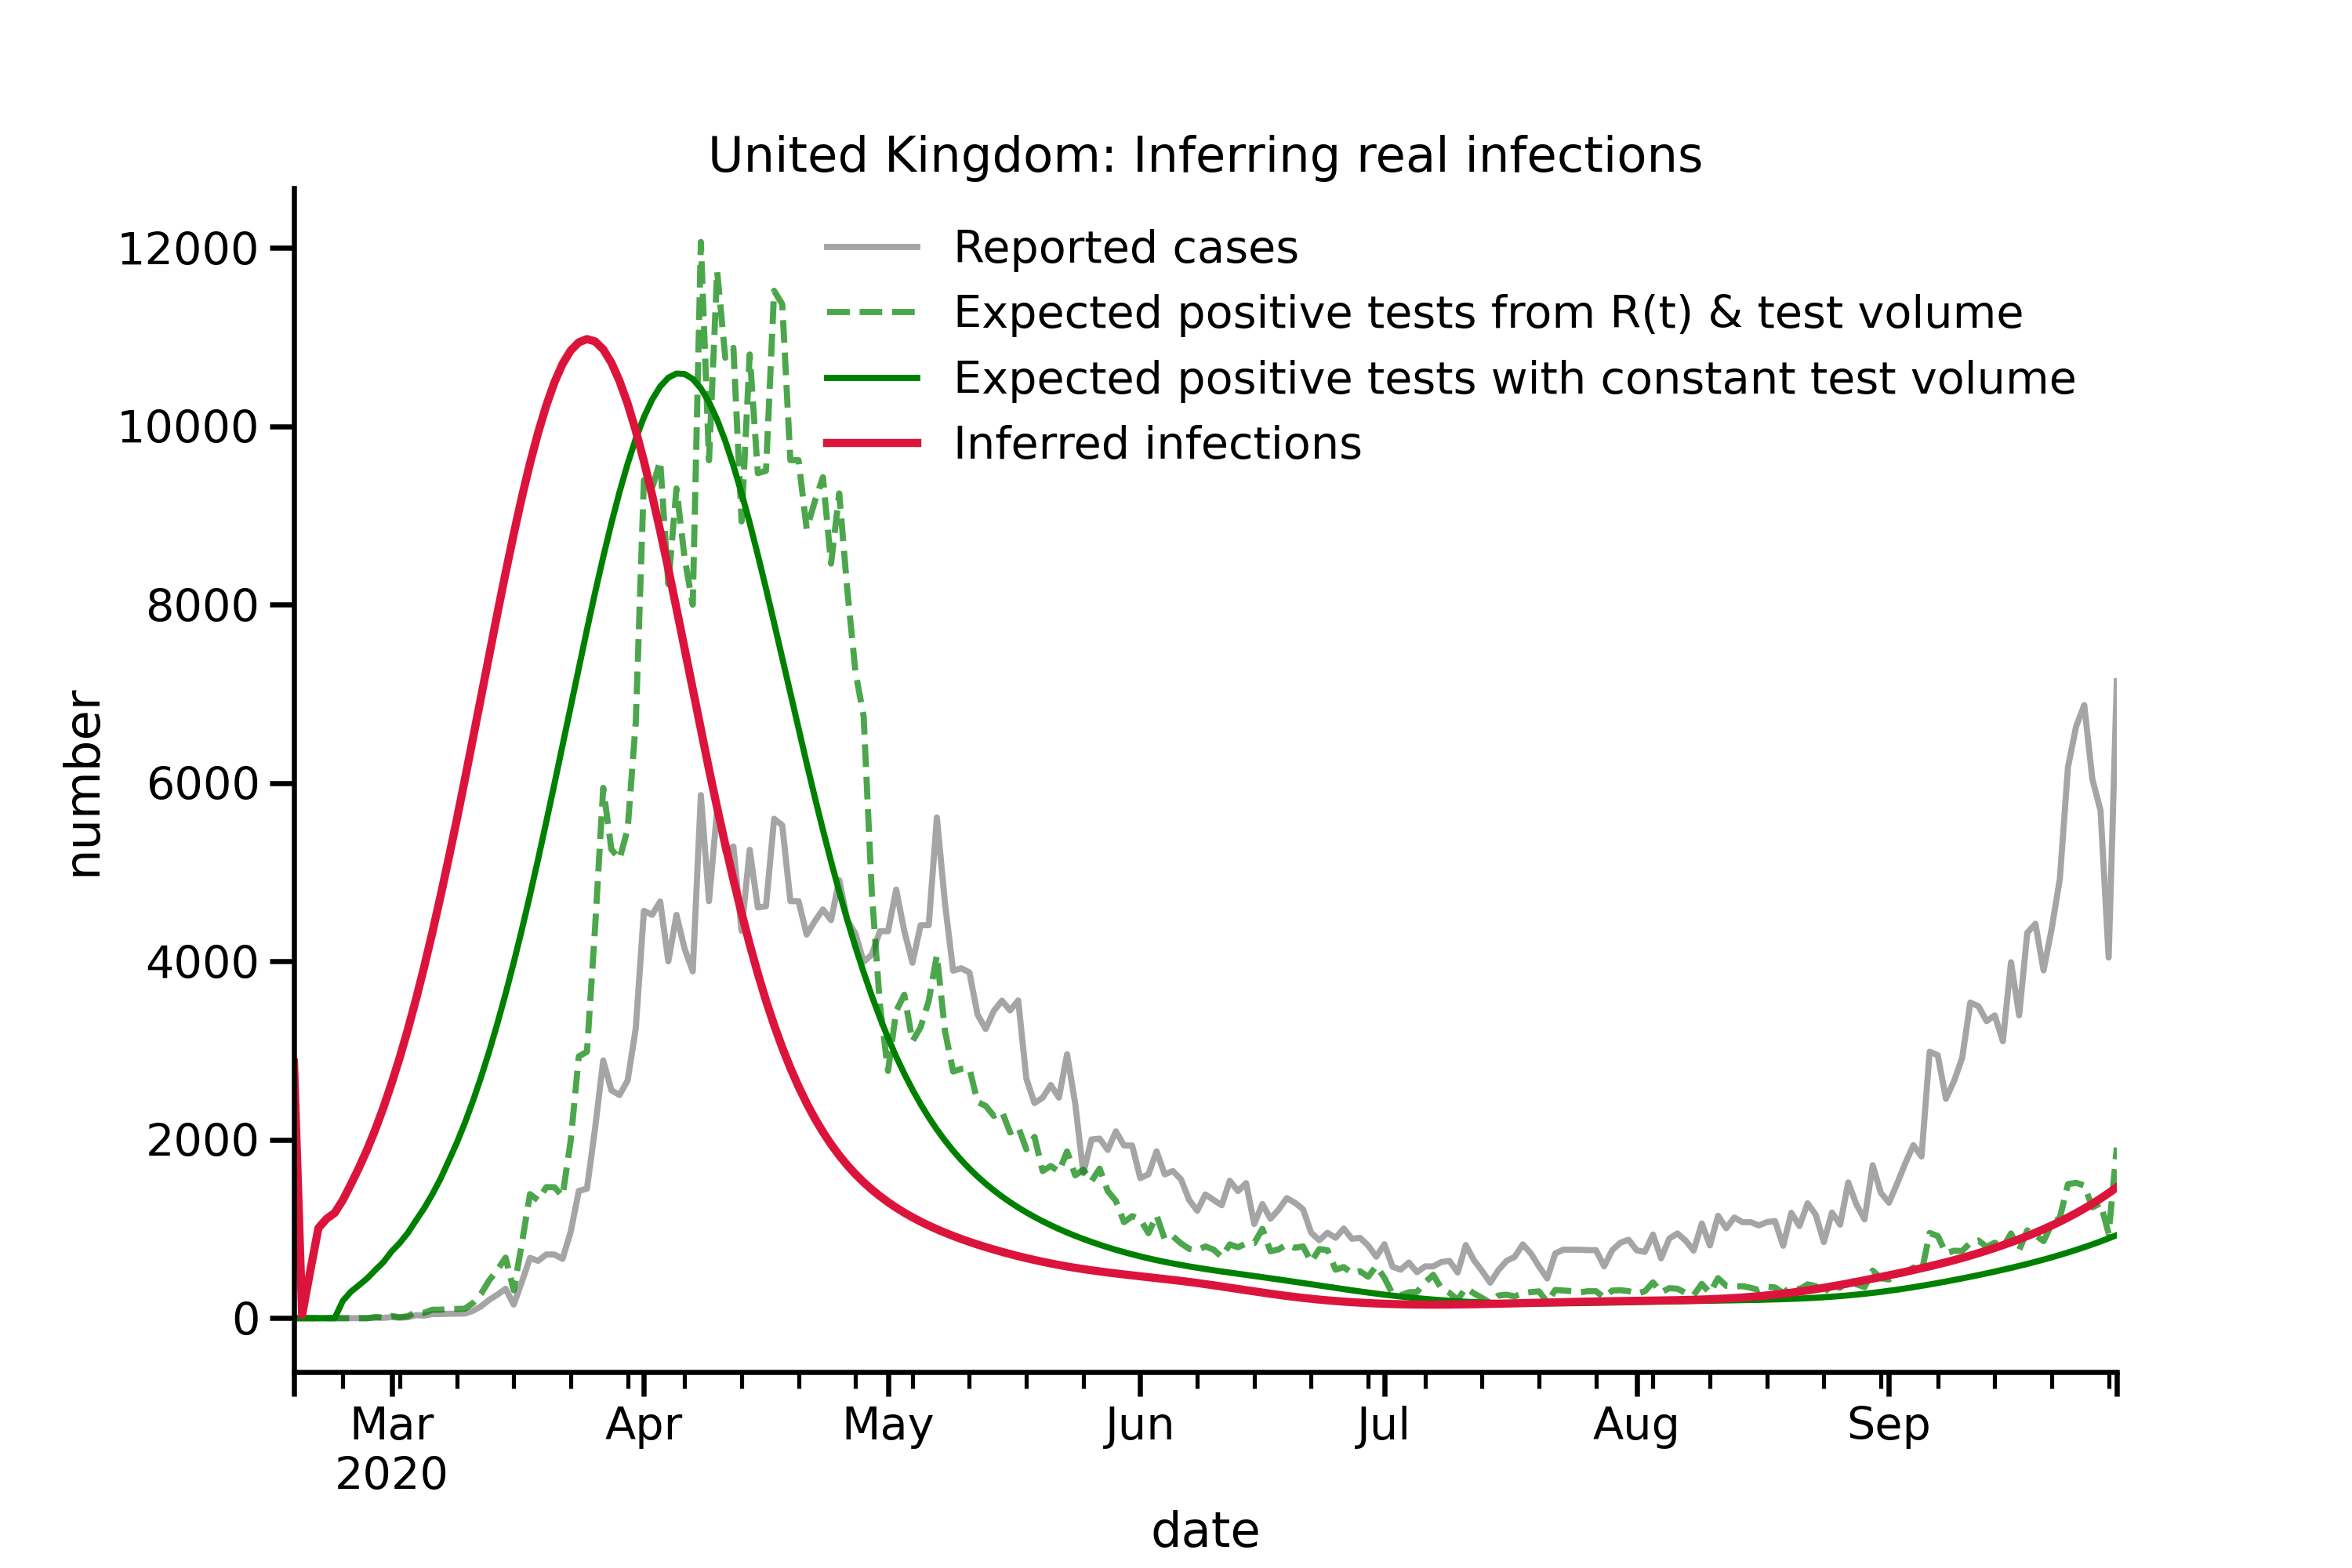 United Kingdom: Inferring real infections
Reported cases
Expected positive tests from R(t) & test volume
Expected positive tests with constant test volume
Inferred infections
12000
10000
8000
6000
4000
2000
0
number
Mar
2020
Apr
May
Jun
Jul
Aug
Sep
date